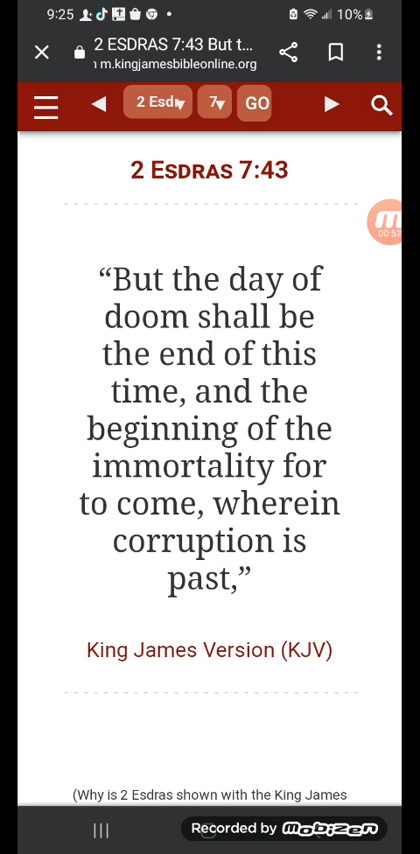 9:25 10%
2 ESDRAS 7:43 But t...
m.kingjamesbibleonline.org
2 Esdr 7 GO
2 ESDRAS 7:43
00:52
“But the day of
doom shall be
the end of this
time, and the
beginning of the
immortality for
to come, wherein
corruption is
past,”
King James Version (KJV)
(Why is 2 Esdras shown with the King James
Recorded by mobizen